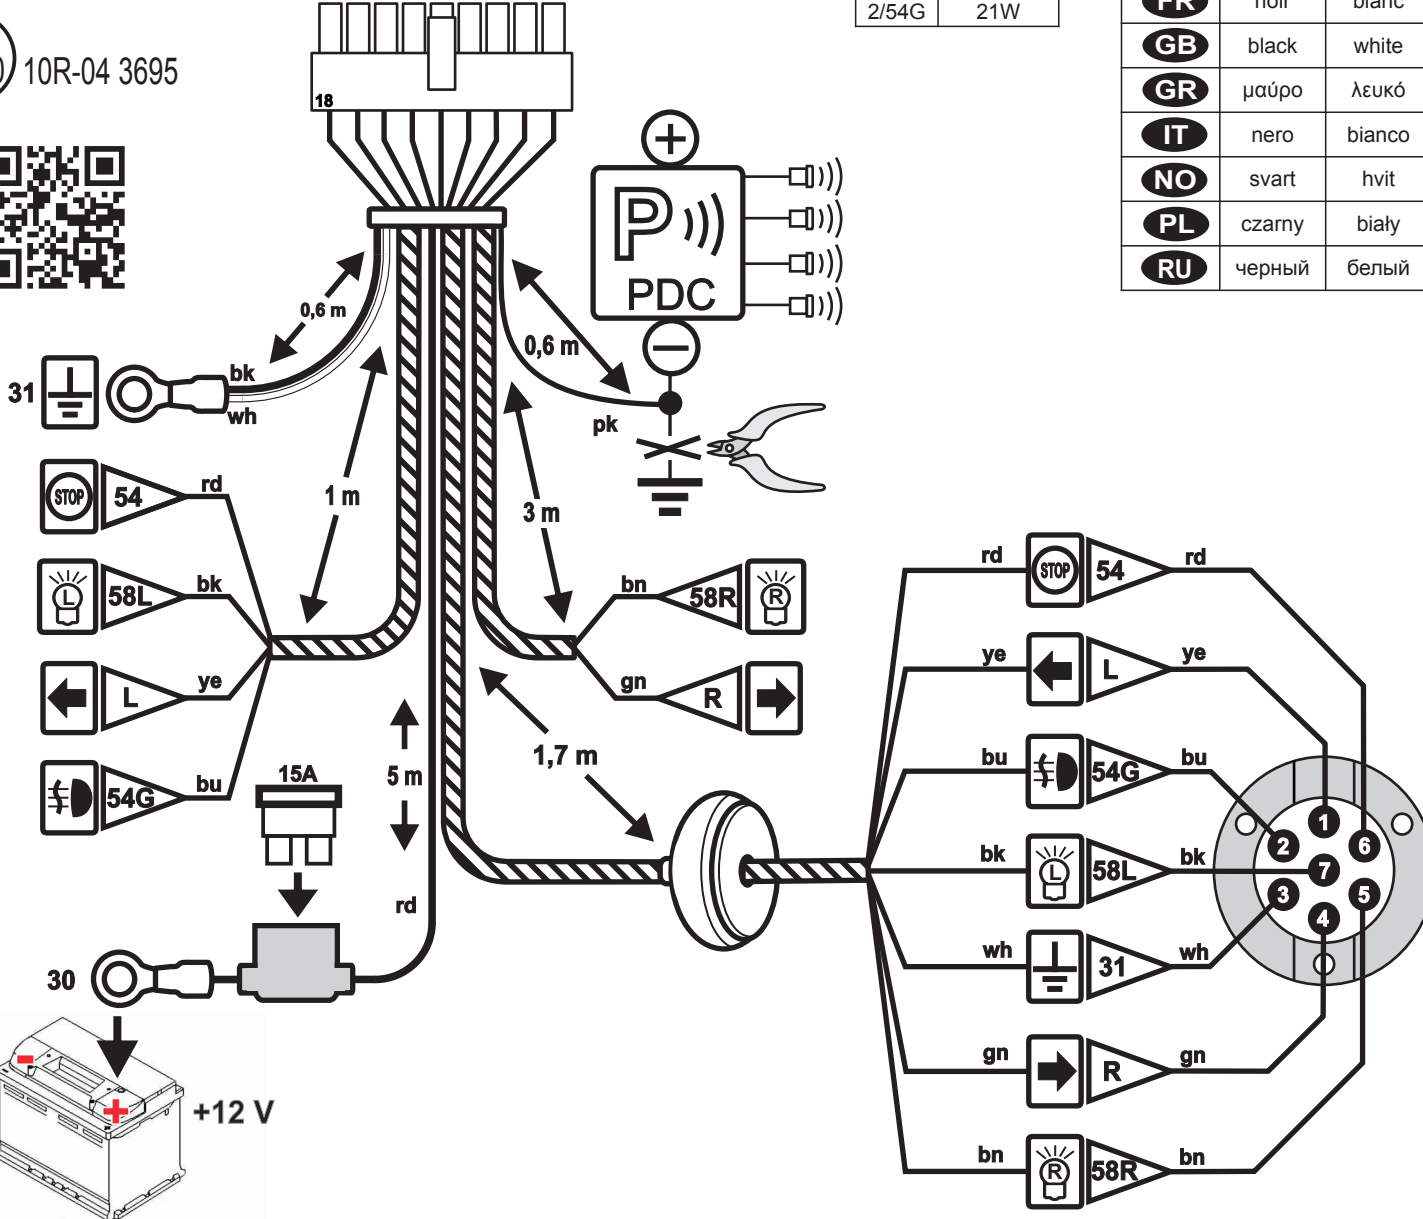 2/54G 21W
noir blanc
GB black white
GR μαύρο λευκό
IT nero bianco
NO svart hvit
PL czarny biały
RU черный белый
10R-04 3695
18
P
PDC
+
−
0,6 m
0,6 m
31
bk
wh
pk
1 m
3 m
STOP 54 rd
L 58L bk
L ye
54G bu
bn 58R R
gn R
15A
5 m
1,7 m
rd
30
- +
+12 V
rd STOP 54 rd
ye L ye
bu 54G bu
bk L 58L bk
wh 31 wh
gn R gn
bn R 58R bn
1
2 6
7
3 5
4